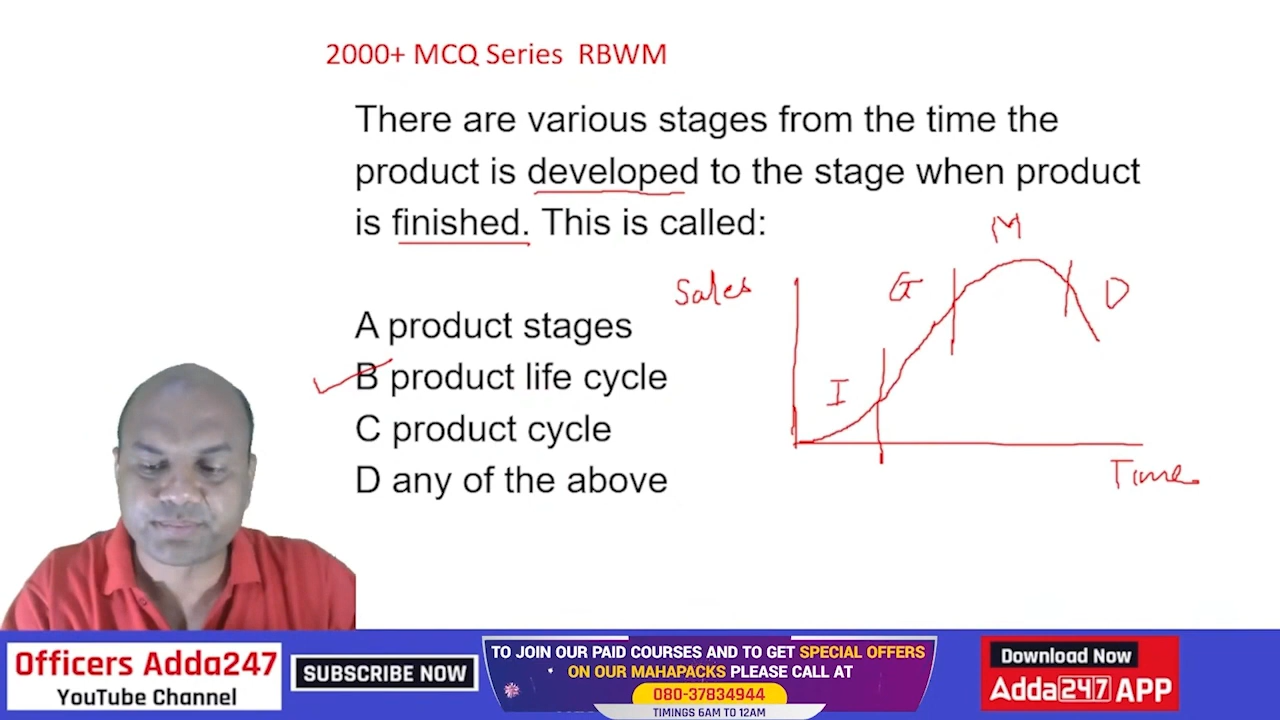 2000+ MCQ Series RBWM
There are various stages from the time the
product is developed to the stage when product
is finished. This is called:
A product stages
B product life cycle
C product cycle
D any of the above
Sales
I
G
M
D
Time
Officers Adda247
YouTube Channel
SUBSCRIBE NOW
TO JOIN OUR PAID COURSES AND TO GET SPECIAL OFFERS
ON OUR MAHAPACKS PLEASE CALL AT
080-37834944
TIMINGS 6AM TO 12AM
Download Now
Adda247 APP